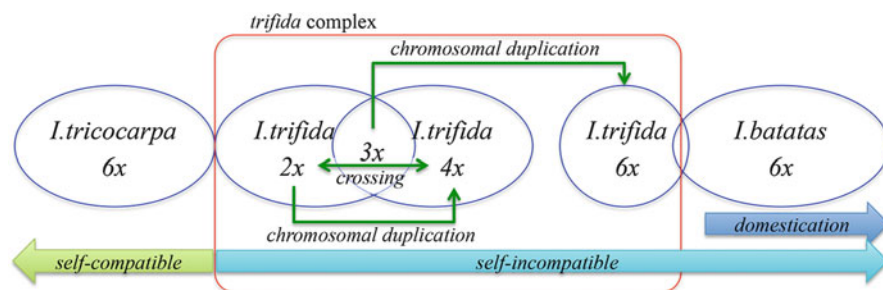 trifida complex
chromosomal duplication
I.tricocarpa
6x
I.trifida
2x
3x
crossing
I.trifida
4x
I.trifida
6x
I.batatas
6x
chromosomal duplication
domestication
self-compatible
self-incompatible